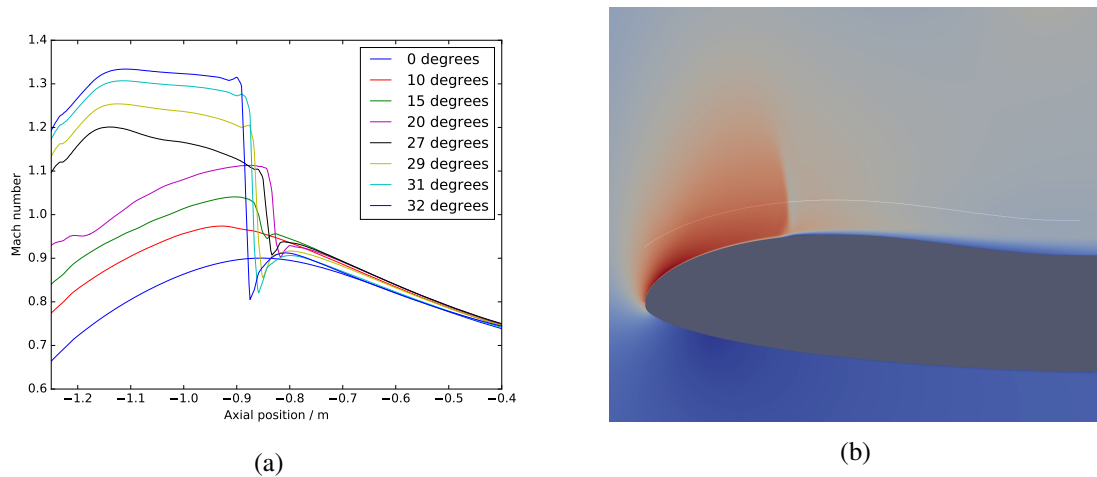 1.4
1.3
1.2
1.1
1.0
0.9
0.8
0.7
0.6
Mach number
0 degrees
10 degrees
15 degrees
20 degrees
27 degrees
29 degrees
31 degrees
32 degrees
−1.2 −1.1 −1.0 −0.9 −0.8 −0.7 −0.6 −0.5 −0.4
Axial position / m
(a)
(b)